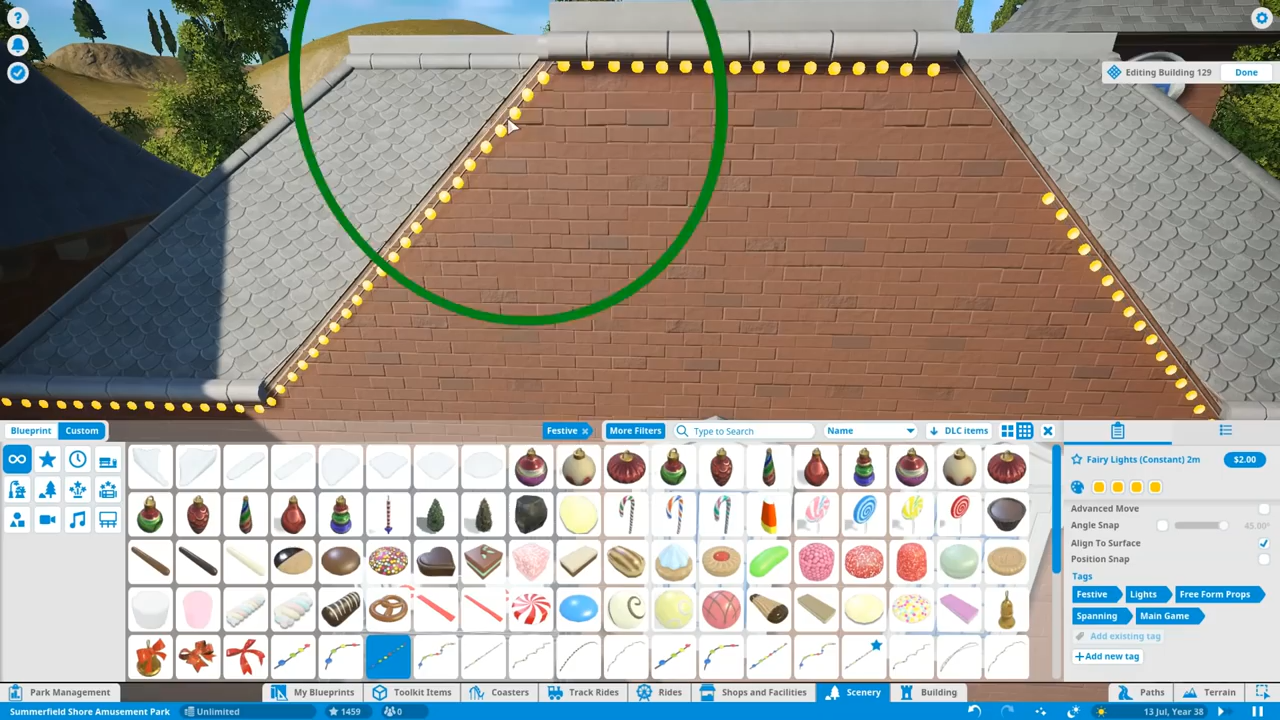 Editing Building 129
Done
Blueprint
Custom
Festive ×
More Filters
Type to Search
Name
DLC items
Fairy Lights (Constant) 2m
$2.00
Advanced Move
Angle Snap
45.00°
Align To Surface
Position Snap
Tags
Festive
Lights
Free Form Props
Spanning
Main Game
Add existing tag
+Add new tag
Park Management
My Blueprints
Toolkit Items
Coasters
Track Rides
Rides
Shops and Facilities
Scenery
Building
Paths
Terrain
Summerfield Shore Amusement Park
Unlimited
1459
0
13 Jul, Year 38